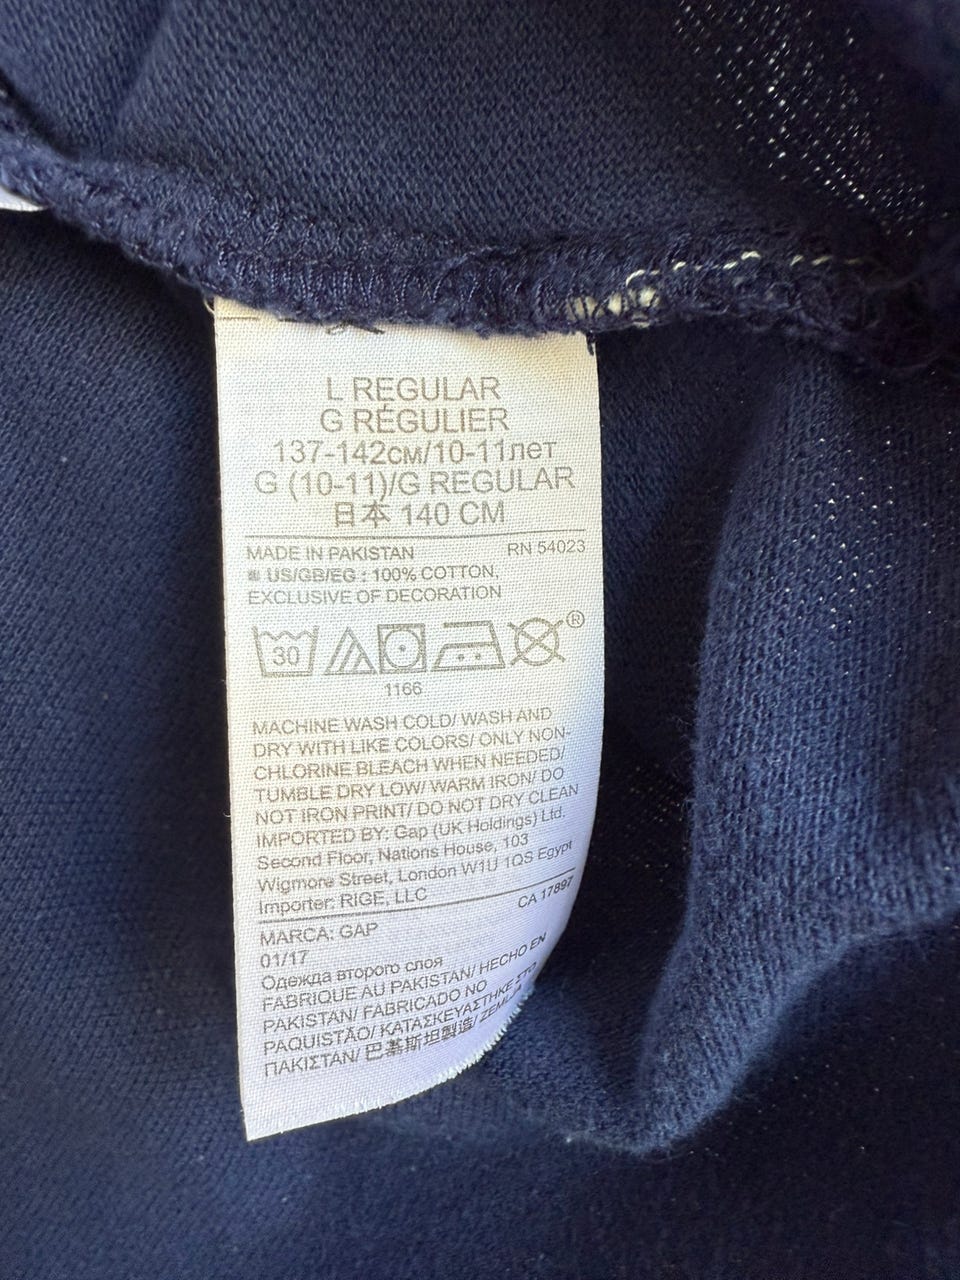 L REGULAR
G RÉGULIER
137-142см/10-11лет
G (10-11)/G REGULAR
日本 140 CM
MADE IN PAKISTAN RN 54023
US/GB/EG : 100% COTTON,
EXCLUSIVE OF DECORATION
30 ®
1166
MACHINE WASH COLD/ WASH AND
DRY WITH LIKE COLORS/ ONLY NON-
CHLORINE BLEACH WHEN NEEDED/
TUMBLE DRY LOW/ WARM IRON/ DO
NOT IRON PRINT/ DO NOT DRY CLEAN
IMPORTED BY: Gap (UK Holdings) Ltd.
Second Floor, Nations House, 103
Wigmore Street, London W1U 1QS Egypt
Importer: RIGE, LLC
CA 17897
MARCA: GAP
01/17
Одежда второго слоя
FABRIQUE AU PAKISTAN/ HECHO EN
PAKISTAN/ FABRICADO NO
PAQUISTÃO/ ΚΑΤΑΣΚΕΥΑΣΤΗΚΕ ΣΤΟ
ΠΑΚΙΣΤΑΝ/ 巴基斯坦製造/